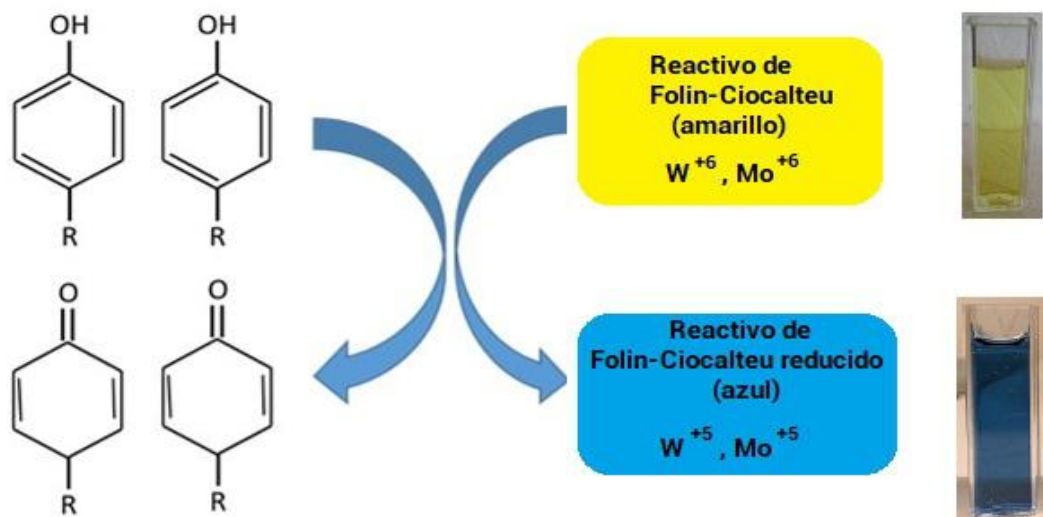 OH
OH
R
R
Reactivo de
Folin-Ciocalteu
(amarillo)
W+6 , Mo+6
O
O
R
R
Reactivo de
Folin-Ciocalteu reducido
(azul)
W+5 , Mo+5